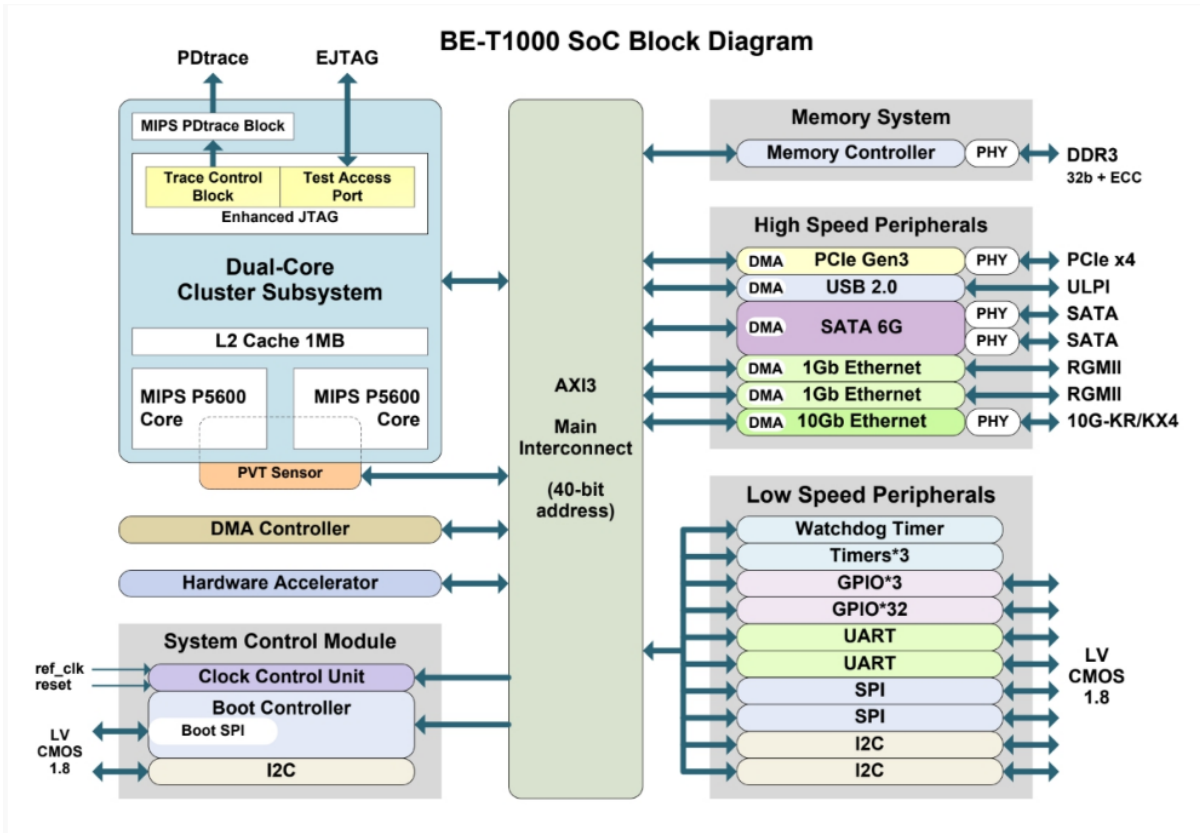 BE-T1000 SoC Block Diagram
PDtrace
EJTAG
MIPS PDtrace Block
Trace Control
Block
Test Access
Port
Enhanced JTAG
Dual-Core
Cluster Subsystem
L2 Cache 1MB
MIPS P5600
Core
MIPS P5600
Core
PVT Sensor
DMA Controller
Hardware Accelerator
System Control Module
ref_clk
reset
Clock Control Unit
Boot Controller
Boot SPI
LV
CMOS
1.8
I2C
AXI3
Main
Interconnect
(40-bit
address)
Memory System
Memory Controller
PHY
DDR3
32b + ECC
High Speed Peripherals
DMA
PCIe Gen3
PHY
PCIe x4
DMA
USB 2.0
ULPI
DMA
SATA 6G
PHY
SATA
PHY
SATA
DMA
1Gb Ethernet
RGMII
DMA
1Gb Ethernet
RGMII
DMA
10Gb Ethernet
PHY
10G-KR/KX4
Low Speed Peripherals
Watchdog Timer
Timers*3
GPIO*3
GPIO*32
UART
UART
SPI
SPI
I2C
I2C
LV
CMOS
1.8